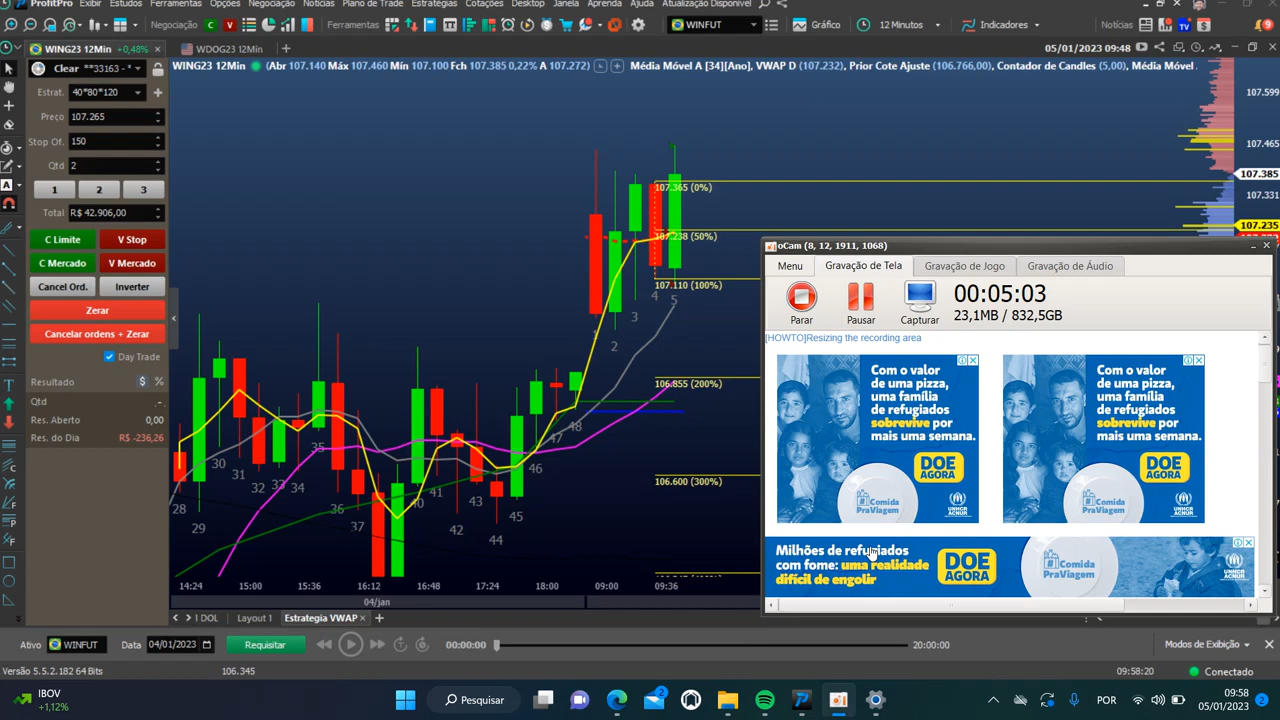 ProfitPro Exibir Estudos Ferramentas Opções Negociação Plano de Trade Estratégias Cotações Desktop Janela Aprenda Ajuda Atualização Disponível
Negociação C V Ferramentas WINFUT Gráfico 12 Minutos Indicadores Notícias
WING23 12Min +0,48% × WDOG23 12Min + 05/01/2023 09:48
Clear **33163 - *
WING23 12Min (Abr 107.140 Máx 107.460 Mín 107.100 Fch 107.385 0,22% A 107.272) Média Móvel A [34][Ano], VWAP D (107.232), Prior Cote Ajuste (106.766,00), Contador de Candles (5,00), Média Móvel
Estrat. 40*80*120
Preço 107.265
Stop Of. 150
Qtd 2
1 2 3
Total R$ 42.906,00
C Limite V Stop
C Mercado V Mercado
Cancel Ord. Inverter
Zerar
Cancelar ordens + Zerar
Day Trade
Resultado $ %
Qtd .-
Res. Aberto 0,00
Res. do Dia R$ -236,26
107.599
107.465
107.385
107.331
107.235
107.365 (0%)
107.238 (50%)
107.110 (100%)
106.855 (200%)
106.600 (300%)
28 29 30 31 32 33 34 35 36 37 40 41 42 43 44 45 46 47 48 1 2 3 4 5
14:24 15:00 15:36 16:12 16:48 17:24 18:00 09:00 09:36
04/jan
oCam (8, 12, 1911, 1068)
Menu Gravação de Tela Gravação de Jogo Gravação de Áudio
Parar Pausar Capturar
00:05:03
23,1MB / 832,5GB
[HOWTO]Resizing the recording area
Com o valor
de uma pizza,
uma família
de refugiados
sobrevive por
mais uma semana.
DOE
AGORA
#Comida
PraViagem
UNHCR
ACNUR
Com o valor
de uma pizza,
uma família
de refugiados
sobrevive por
mais uma semana.
DOE
AGORA
#Comida
PraViagem
UNHCR
ACNUR
Milhões de refugiados
com fome: uma realidade
difícil de engolir
DOE
AGORA
#Comida
PraViagem
UNHCR
ACNUR
I DOL Layout 1 Estrategia VWAP × +
Ativo WINFUT Data 04/01/2023 Requisitar 00:00:00 20:00:00 Modos de Exibição
Versão 5.5.2.182 64 Bits 106.345 09:58:20 Conectado
IBOV
+1,12%
Pesquisar
POR
09:58
05/01/2023